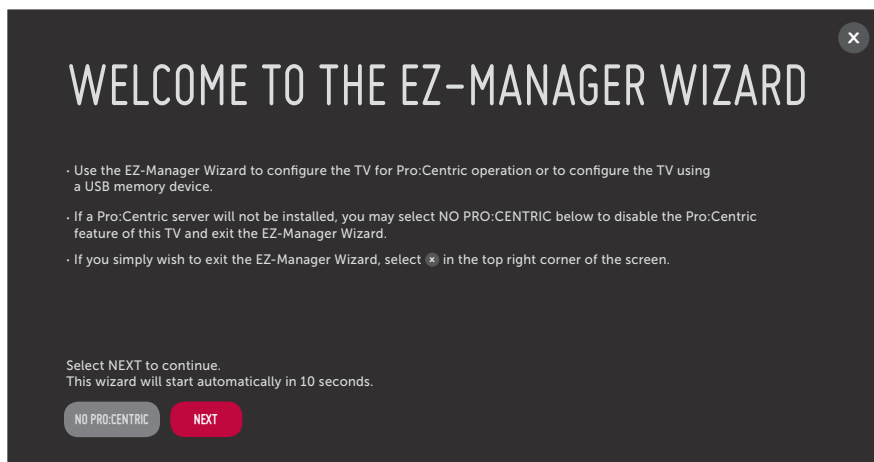 WELCOME TO THE EZ-MANAGER WIZARD
· Use the EZ-Manager Wizard to configure the TV for Pro:Centric operation or to configure the TV using
a USB memory device.
· If a Pro:Centric server will not be installed, you may select NO PRO:CENTRIC below to disable the Pro:Centric
feature of this TV and exit the EZ-Manager Wizard.
· If you simply wish to exit the EZ-Manager Wizard, select x in the top right corner of the screen.
Select NEXT to continue.
This wizard will start automatically in 10 seconds.
NO PRO:CENTRIC NEXT